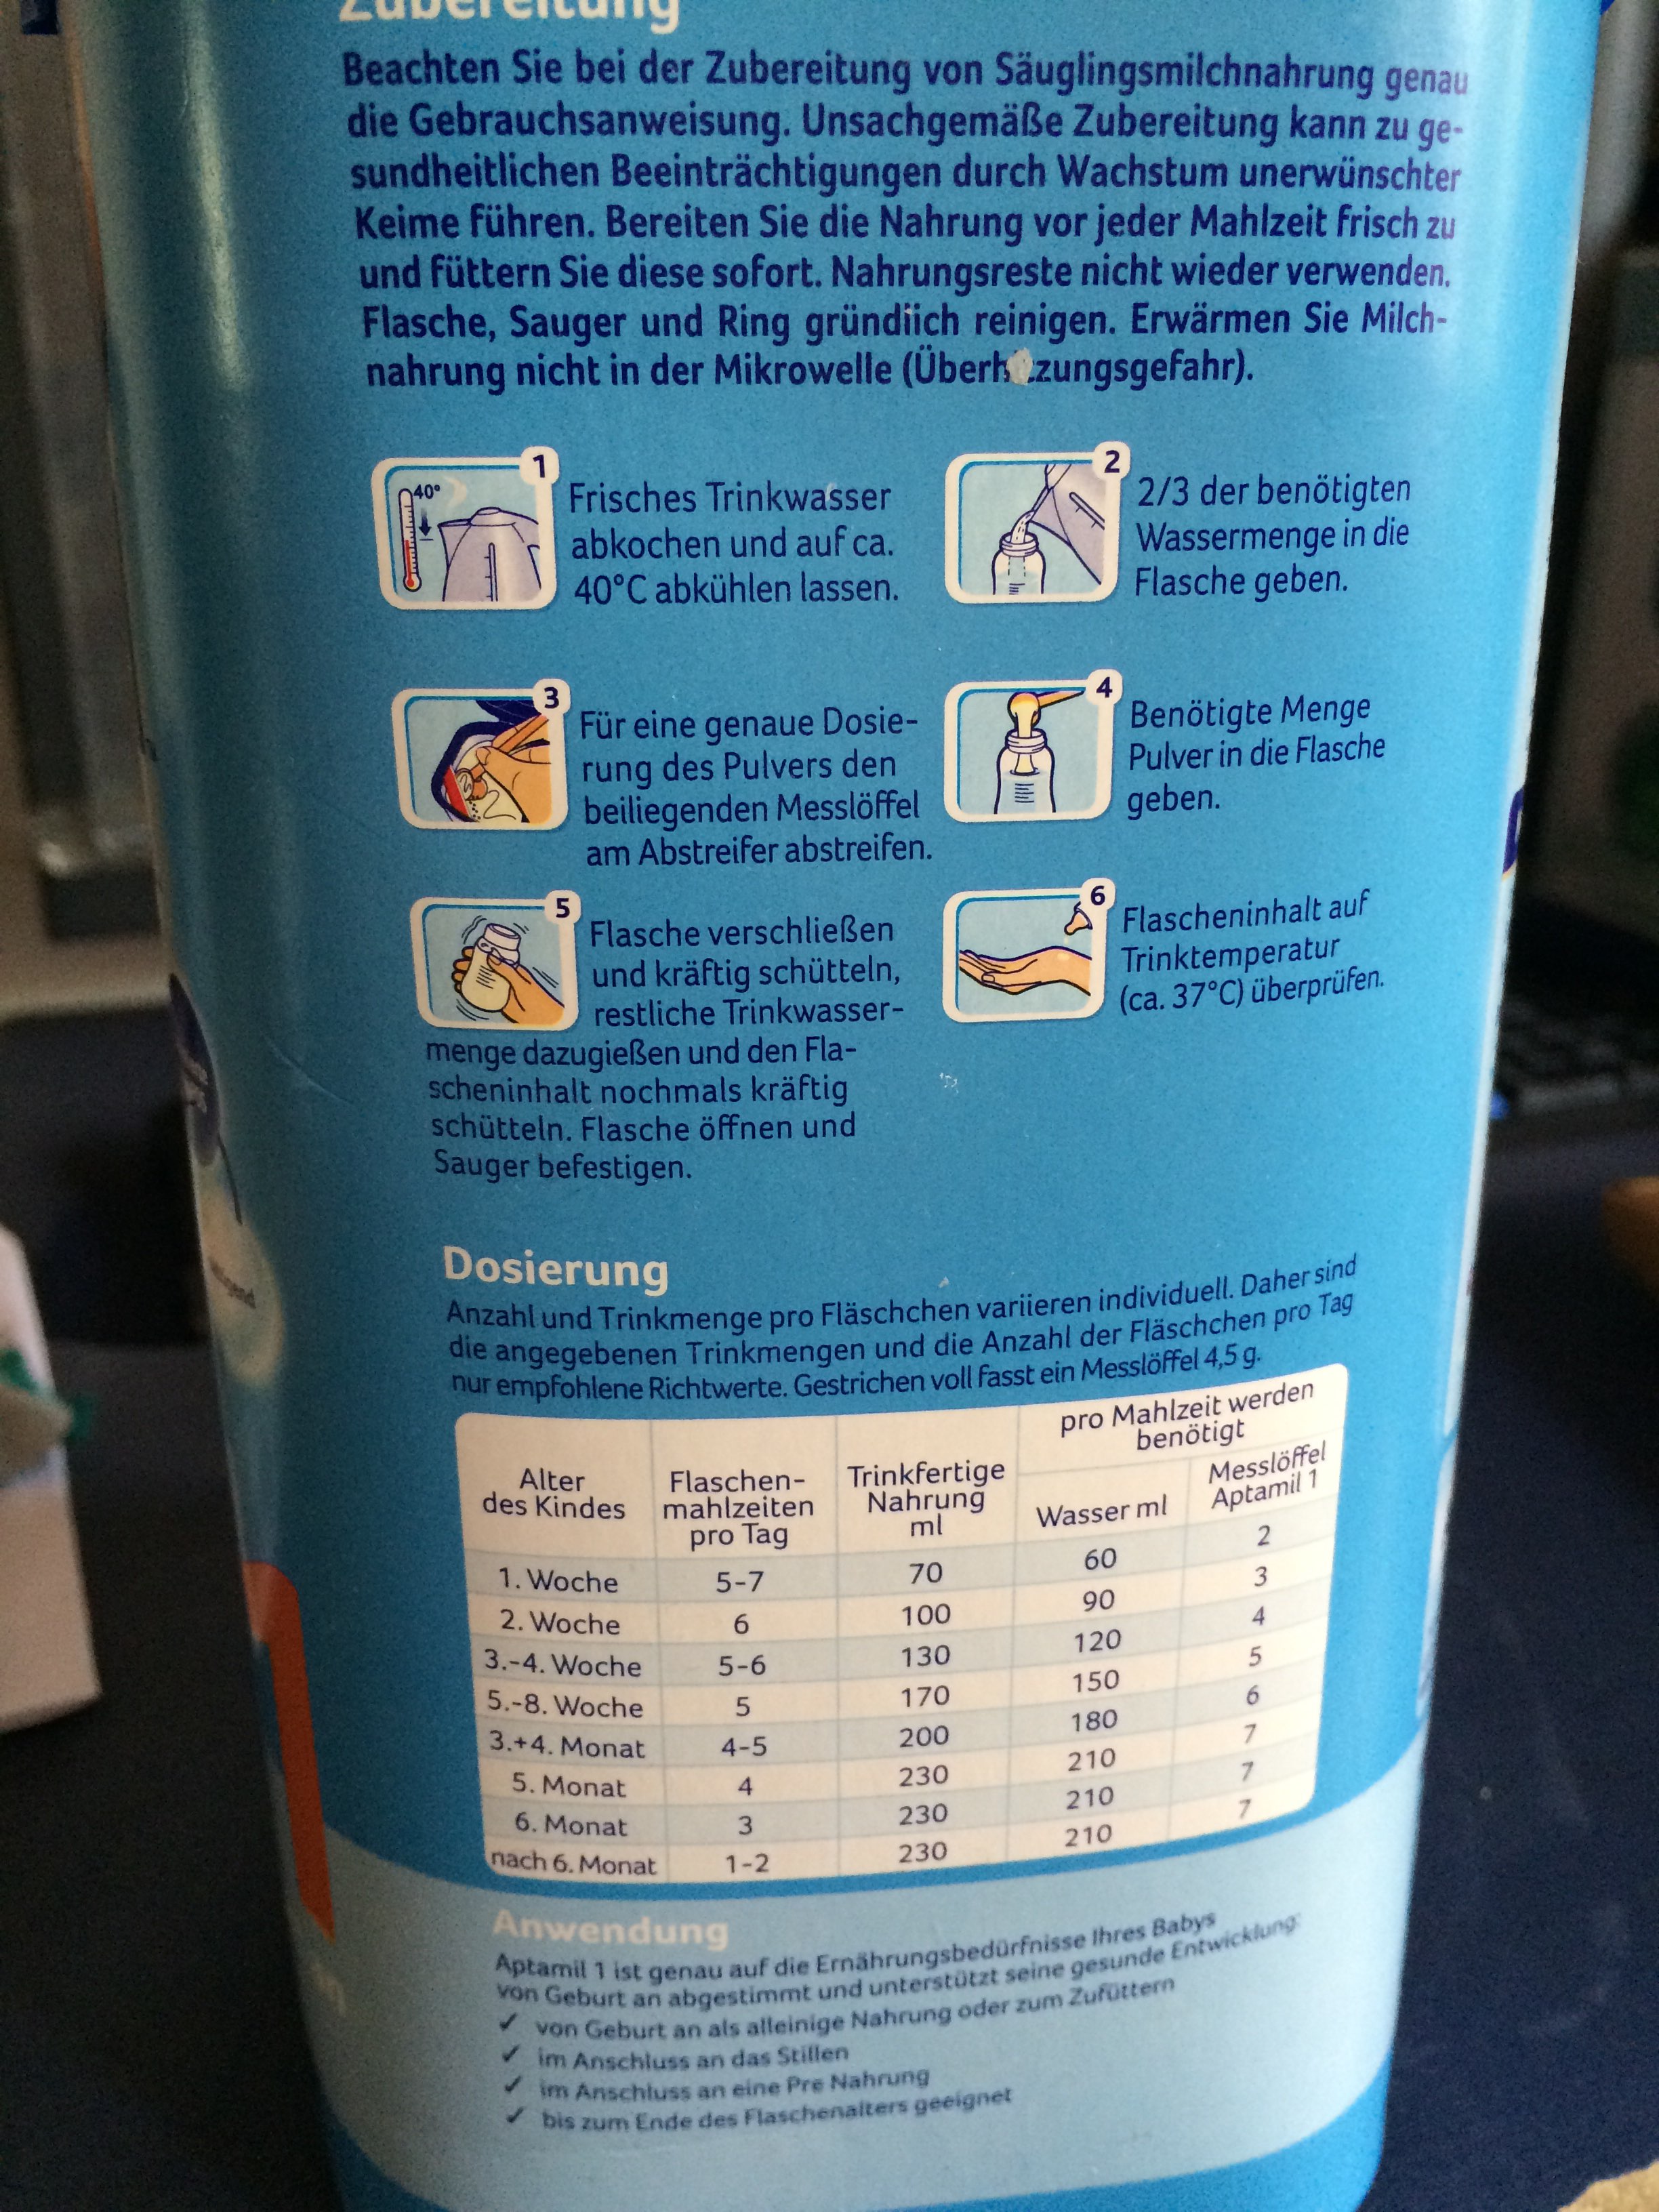 Zubereitung
Beachten Sie bei der Zubereitung von Säuglingsmilchnahrung genau
die Gebrauchsanweisung. Unsachgemäße Zubereitung kann zu ge-
sundheitlichen Beeinträchtigungen durch Wachstum unerwünschter
Keime führen. Bereiten Sie die Nahrung vor jeder Mahlzeit frisch zu
und füttern Sie diese sofort. Nahrungsreste nicht wieder verwenden.
Flasche, Sauger und Ring gründlich reinigen. Erwärmen Sie Milch-
nahrung nicht in der Mikrowelle (Überhitzungsgefahr).
1
40°
Frisches Trinkwasser
abkochen und auf ca.
40°C abkühlen lassen.
2
2/3 der benötigten
Wassermenge in die
Flasche geben.
3
Für eine genaue Dosie-
rung des Pulvers den
beiliegenden Messlöffel
am Abstreifer abstreifen.
4
Benötigte Menge
Pulver in die Flasche
geben.
5
Flasche verschließen
und kräftig schütteln,
restliche Trinkwasser-
menge dazugießen und den Fla-
scheninhalt nochmals kräftig
schütteln. Flasche öffnen und
Sauger befestigen.
6
Flascheninhalt auf
Trinktemperatur
(ca. 37°C) überprüfen.
Dosierung
Anzahl und Trinkmenge pro Fläschchen variieren individuell. Daher sind
die angegebenen Trinkmengen und die Anzahl der Fläschchen pro Tag
nur empfohlene Richtwerte. Gestrichen voll fasst ein Messlöffel 4,5 g.
Alter
des Kindes
Flaschen-
mahlzeiten
pro Tag
Trinkfertige
Nahrung
ml
pro Mahlzeit werden
benötigt
Wasser ml
Messlöffel
Aptamil 1
1. Woche 5-7 70 60 2
2. Woche 6 100 90 3
3.-4. Woche 5-6 130 120 4
5.-8. Woche 5 170 150 5
3.+4. Monat 4-5 200 180 6
5. Monat 4 230 210 7
6. Monat 3 230 210 7
nach 6. Monat 1-2 230 210 7
Anwendung
Aptamil 1 ist genau auf die Ernährungsbedürfnisse Ihres Babys
von Geburt an abgestimmt und unterstützt seine gesunde Entwicklung:
✓ von Geburt an als alleinige Nahrung oder zum Zufüttern
✓ im Anschluss an das Stillen
✓ im Anschluss an eine Pre Nahrung
✓ bis zum Ende des Flaschenalters geeignet